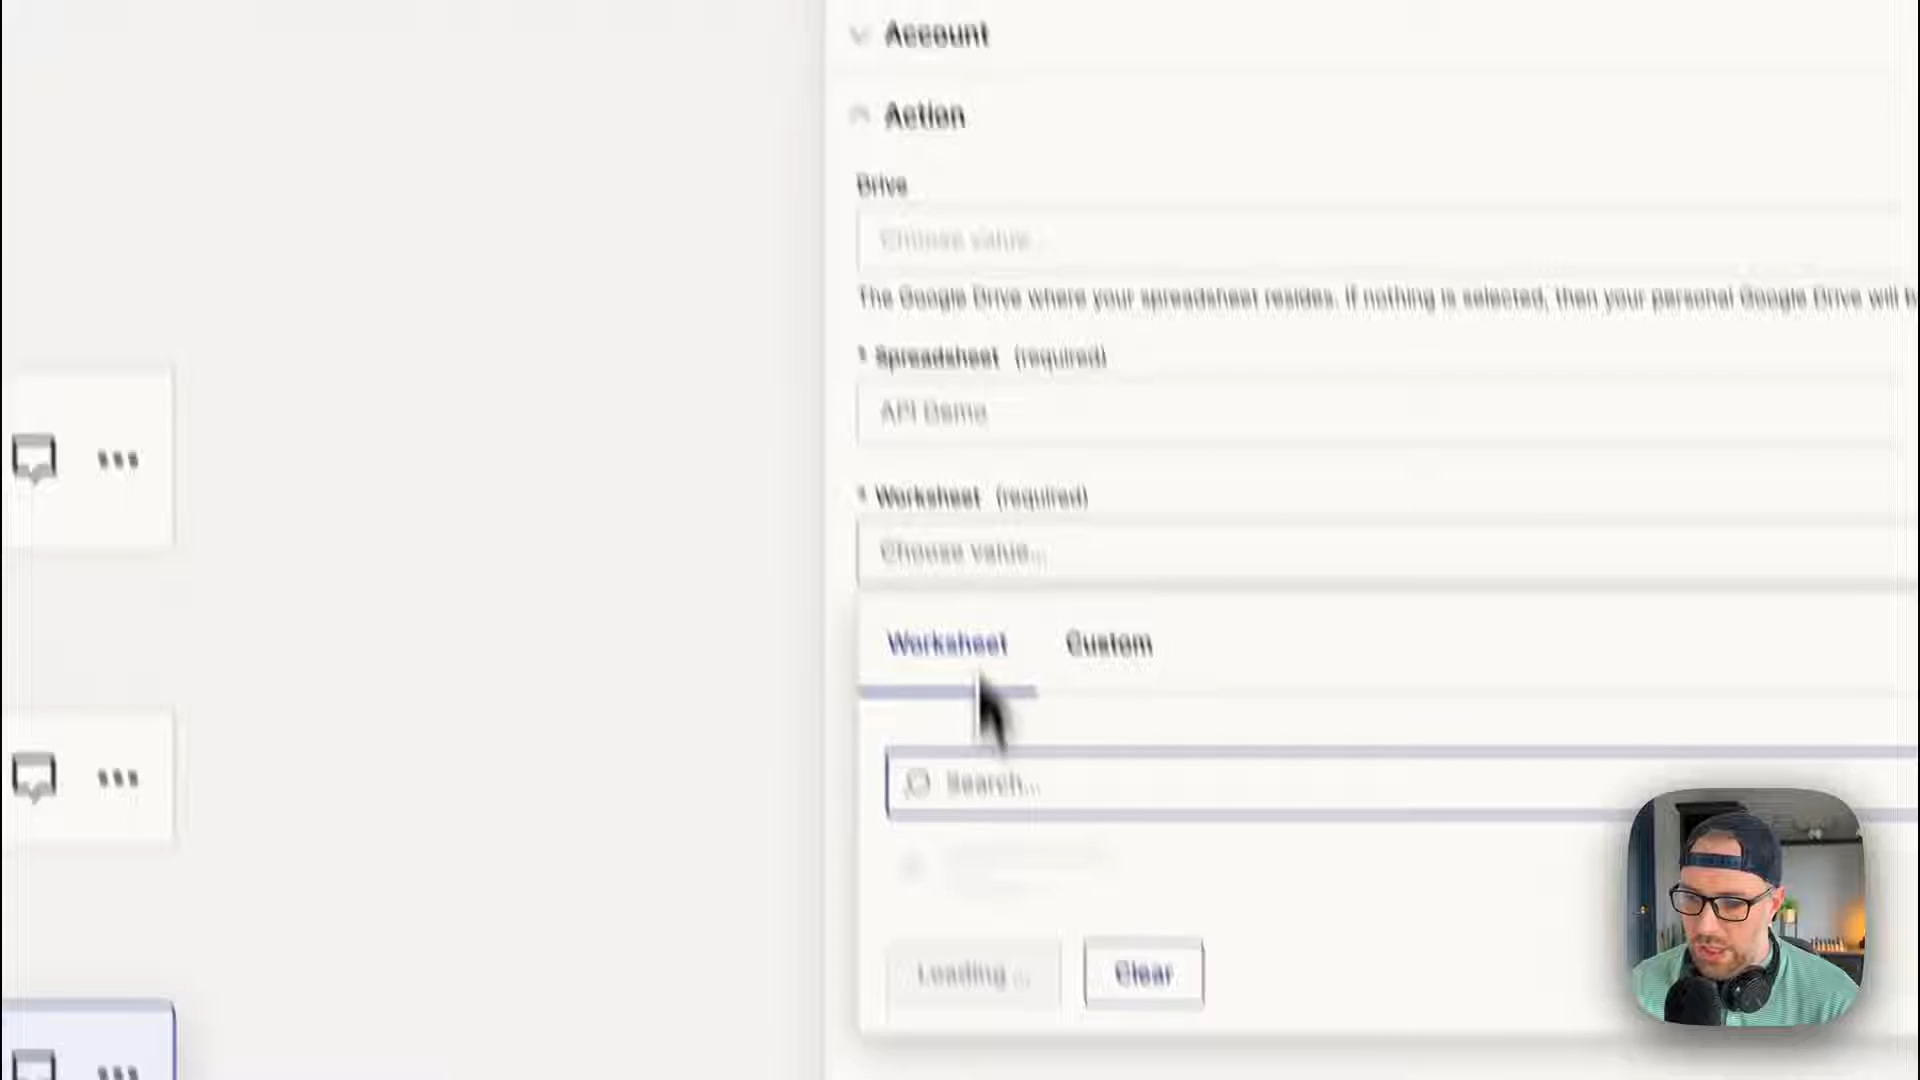 Account
Action
Drive
Choose value...
The Google Drive where your spreadsheet resides. If nothing is selected, then your personal Google Drive will
* Spreadsheet (required)
API Demo
* Worksheet (required)
Choose value...
Worksheet Custom
Search...
Loading ... Clear